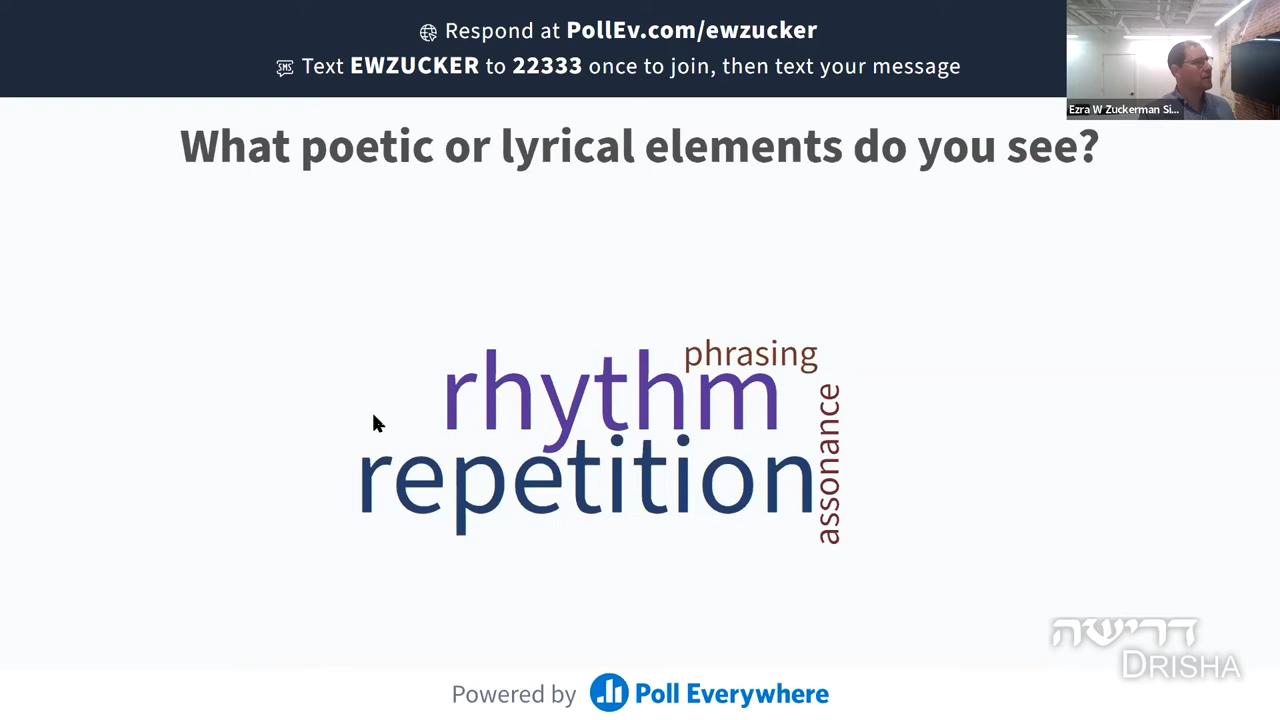 Respond at PollEv.com/ewzucker
Text EWZUCKER to 22333 once to join, then text your message
Ezra W Zuckerman Si...
What poetic or lyrical elements do you see?
phrasing
rhythm
repetition
assonance
דרישה
DRISHA
Powered by Poll Everywhere